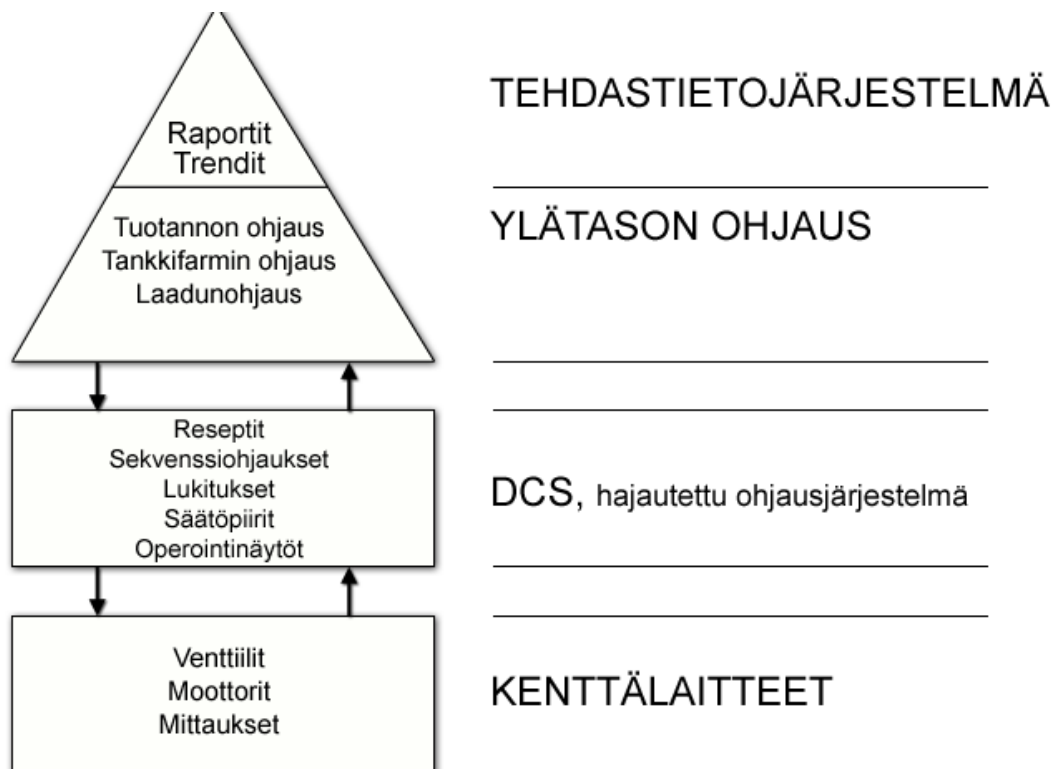 Raportit
Trendit
TEHDASTIETOJÄRJESTELMÄ
Tuotannon ohjaus
Tankkifarmin ohjaus
Laadunohjaus
YLÄTASON OHJAUS
Reseptit
Sekvenssiohjaukset
Lukitukset
Säätöpiirit
Operointinäytöt
DCS, hajautettu ohjausjärjestelmä
Venttiilit
Moottorit
Mittaukset
KENTTÄLAITTEET